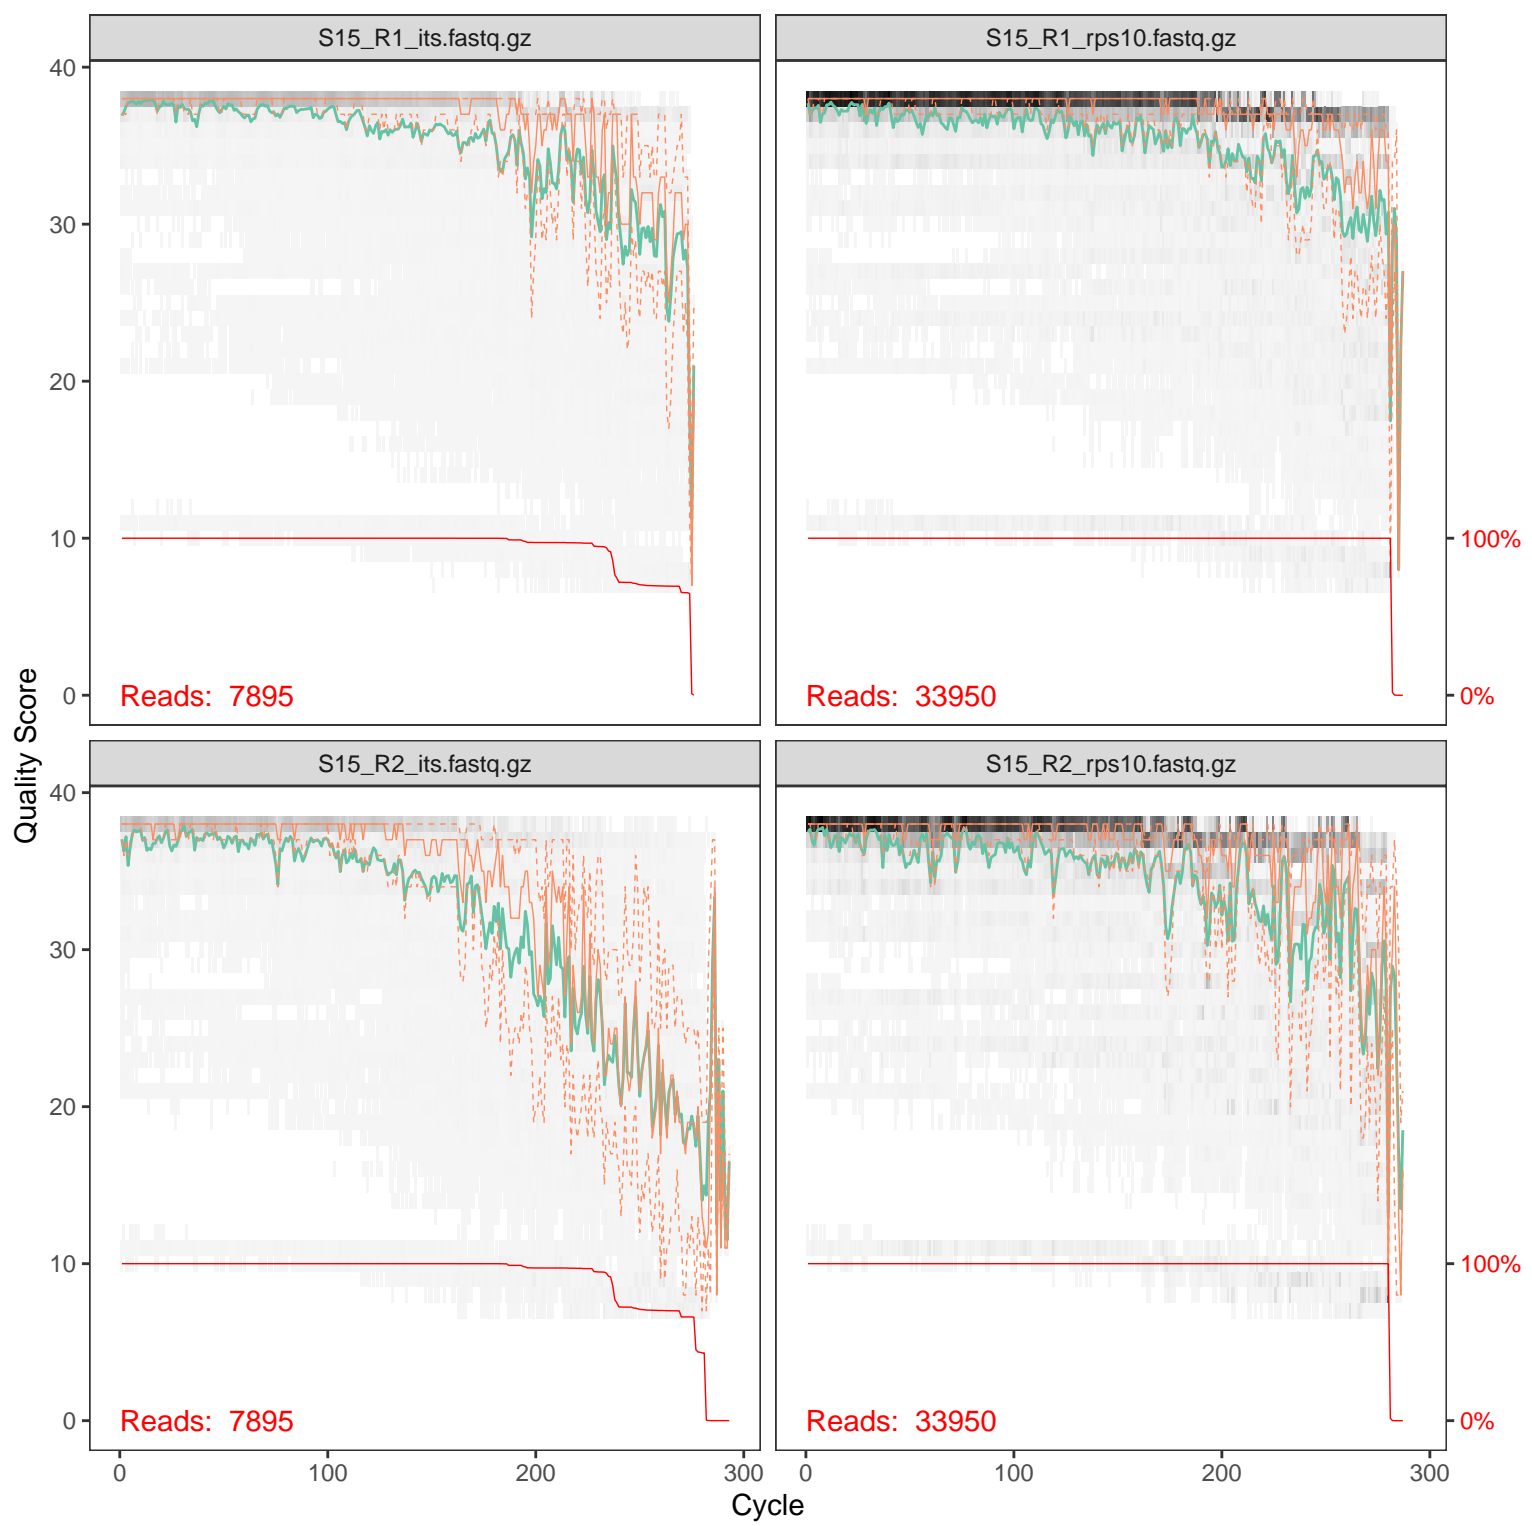 S15_R1_its.fastq.gz
S15_R1_rps10.fastq.gz
40
30
20
10
0
Reads: 7895
Reads: 33950
100%
0%
Quality Score
S15_R2_its.fastq.gz
S15_R2_rps10.fastq.gz
40
30
20
10
0
Reads: 7895
Reads: 33950
100%
0%
0 100 200 300
0 100 200 300
Cycle